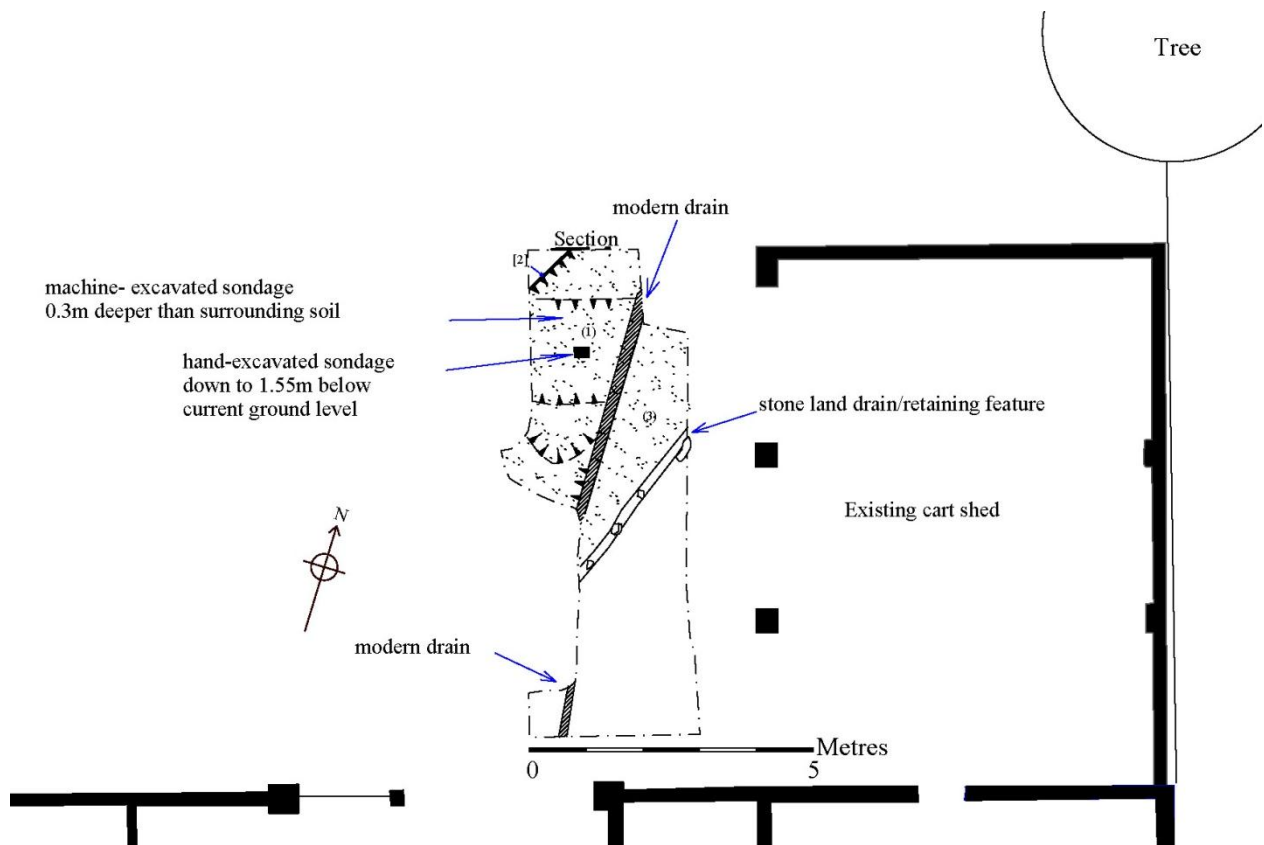 Tree
modern drain
Section
[2]
machine- excavated sondage
0.3m deeper than surrounding soil
(1)
hand-excavated sondage
down to 1.55m below
current ground level
stone land drain/retaining feature
(3)
Existing cart shed
N
modern drain
Metres
0
5